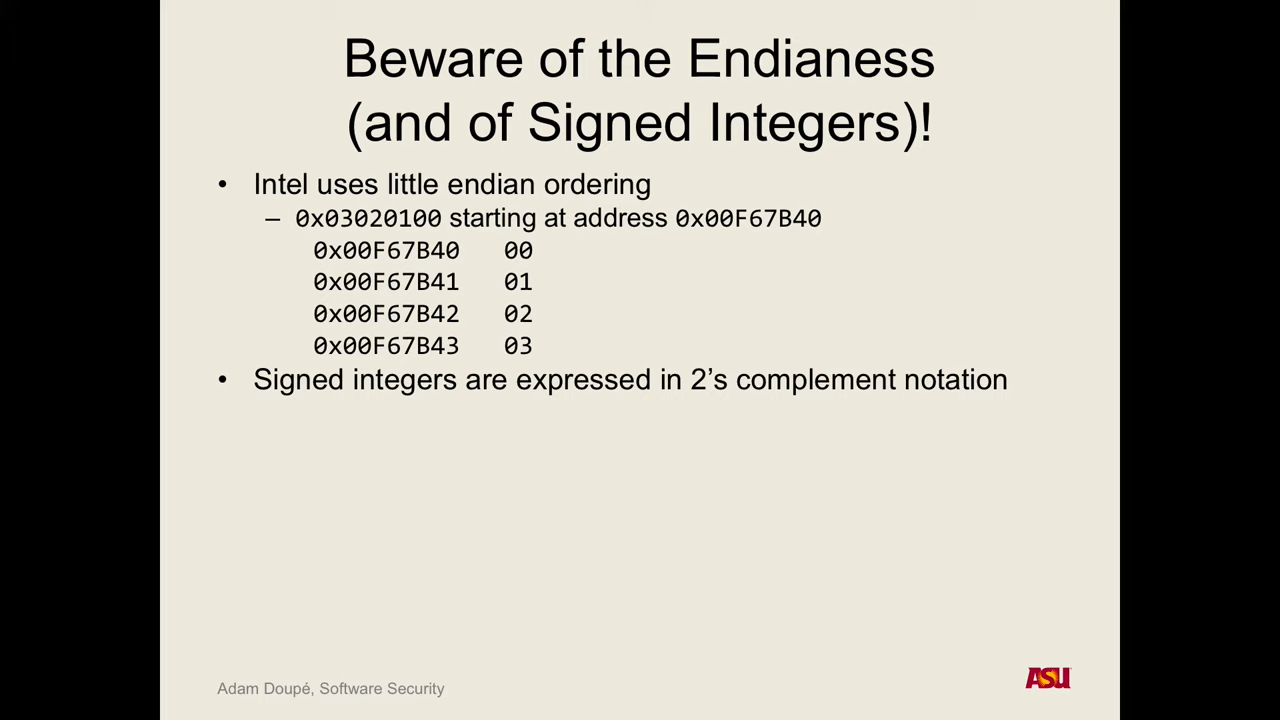 Beware of the Endianess
(and of Signed Integers)!
• Intel uses little endian ordering
– 0x03020100 starting at address 0x00F67B40
0x00F67B40 00
0x00F67B41 01
0x00F67B42 02
0x00F67B43 03
• Signed integers are expressed in 2’s complement notation
Adam Doupé, Software Security
ASU